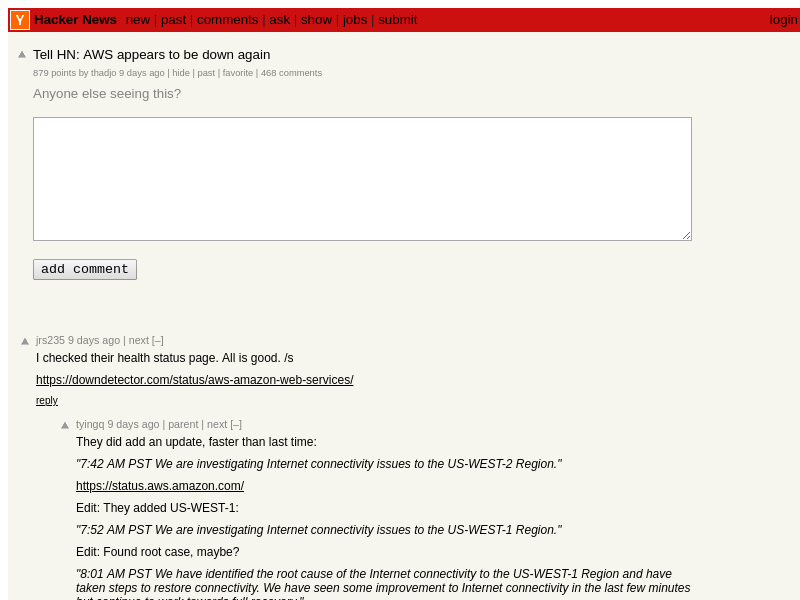 Y Hacker News new | past | comments | ask | show | jobs | submit login
Tell HN: AWS appears to be down again
879 points by thadjo 9 days ago | hide | past | favorite | 468 comments
Anyone else seeing this?
add comment
jrs235 9 days ago | next [–]
I checked their health status page. All is good. /s
https://downdetector.com/status/aws-amazon-web-services/
reply
tyingq 9 days ago | parent | next [–]
They did add an update, faster than last time:
"7:42 AM PST We are investigating Internet connectivity issues to the US-WEST-2 Region."
https://status.aws.amazon.com/
Edit: They added US-WEST-1:
"7:52 AM PST We are investigating Internet connectivity issues to the US-WEST-1 Region."
Edit: Found root case, maybe?
"8:01 AM PST We have identified the root cause of the Internet connectivity to the US-WEST-1 Region and have
taken steps to restore connectivity. We have seen some improvement to Internet connectivity in the last few minutes
but continue to work towards full recovery."